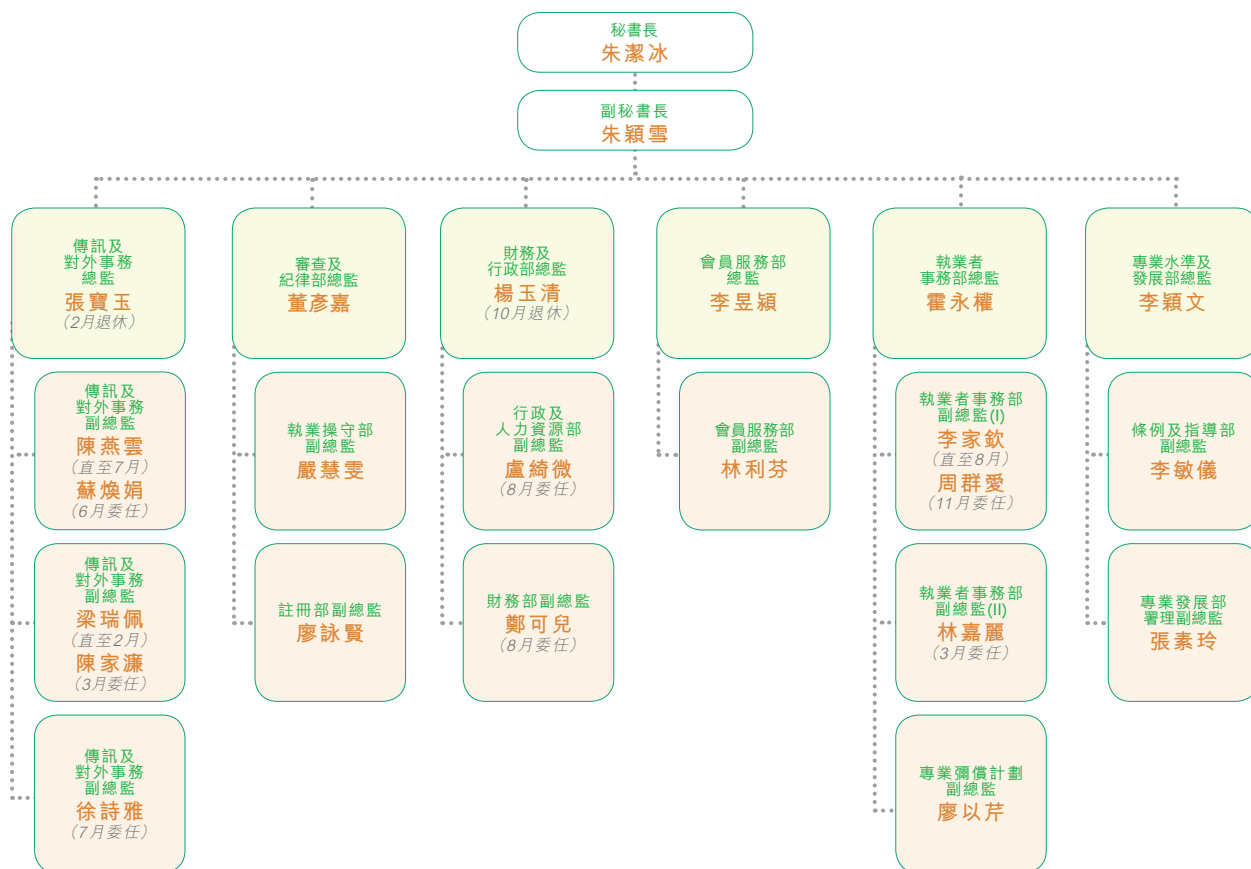 秘書長
朱潔冰
副秘書長
朱穎雪
傳訊及
對外事務
總監
張寶玉
(2月退休)
傳訊及
對外事務
副總監
陳燕雲
(直至7月)
蘇煥娟
(6月委任)
傳訊及
對外事務
副總監
梁瑞佩
(直至2月)
陳家濂
(3月委任)
傳訊及
對外事務
副總監
徐詩雅
(7月委任)
審查及
紀律部總監
董彥嘉
執業操守部
副總監
嚴慧雯
註冊部副總監
廖詠賢
財務及
行政部總監
楊玉清
(10月退休)
行政及
人力資源部
副總監
盧綺微
(8月委任)
財務部副總監
鄭可兒
(8月委任)
會員服務部
總監
李昱潁
會員服務部
副總監
林利芬
執業者
事務部總監
霍永權
執業者事務部
副總監(I)
李家欽
(直至8月)
周群愛
(11月委任)
執業者事務部
副總監(II)
林嘉麗
(3月委任)
專業彌償計劃
副總監
廖以芹
專業水準及
發展部總監
李穎文
條例及指導部
副總監
李敏儀
專業發展部
署理副總監
張素玲